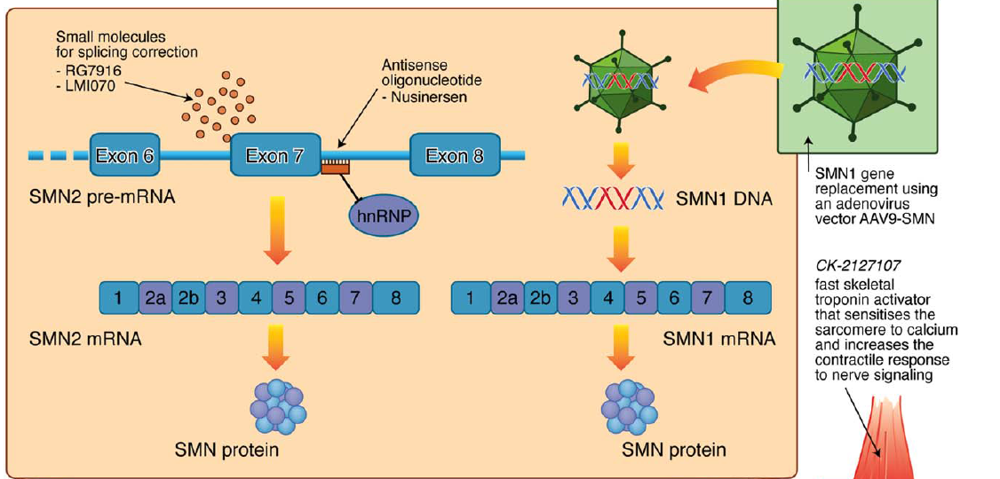 Small molecules
for splicing correction
- RG7916
- LMI070
Antisense
oligonucleotide
- Nusinersen
Exon 6
Exon 7
Exon 8
SMN2 pre-mRNA
hnRNP
SMN1 DNA
SMN1 gene
replacement using
an adenovirus
vector AAV9-SMN
1 2a 2b 3 4 5 6 7 8
1 2a 2b 3 4 5 6 7 8
SMN2 mRNA
SMN1 mRNA
SMN protein
SMN protein
CK-2127107
fast skeletal
troponin activator
that sensitises the
sarcomere to calcium
and increases the
contractile response
to nerve signaling